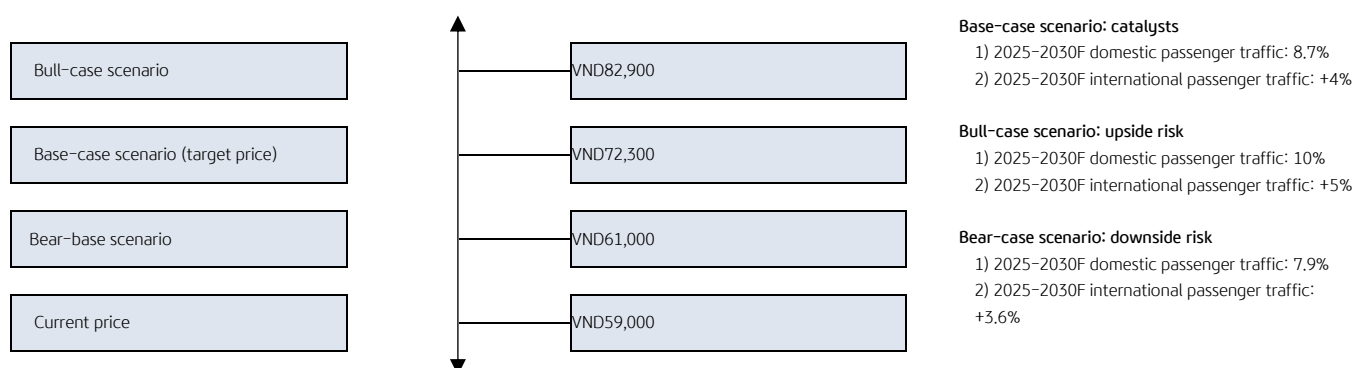 Bull-case scenario
VND82,900
Base-case scenario (target price)
VND72,300
Bear-base scenario
VND61,000
Current price
VND59,000
Base-case scenario: catalysts
1) 2025-2030F domestic passenger traffic: 8.7%
2) 2025-2030F international passenger traffic: +4%
Bull-case scenario: upside risk
1) 2025-2030F domestic passenger traffic: 10%
2) 2025-2030F international passenger traffic: +5%
Bear-case scenario: downside risk
1) 2025-2030F domestic passenger traffic: 7.9%
2) 2025-2030F international passenger traffic:
+3.6%